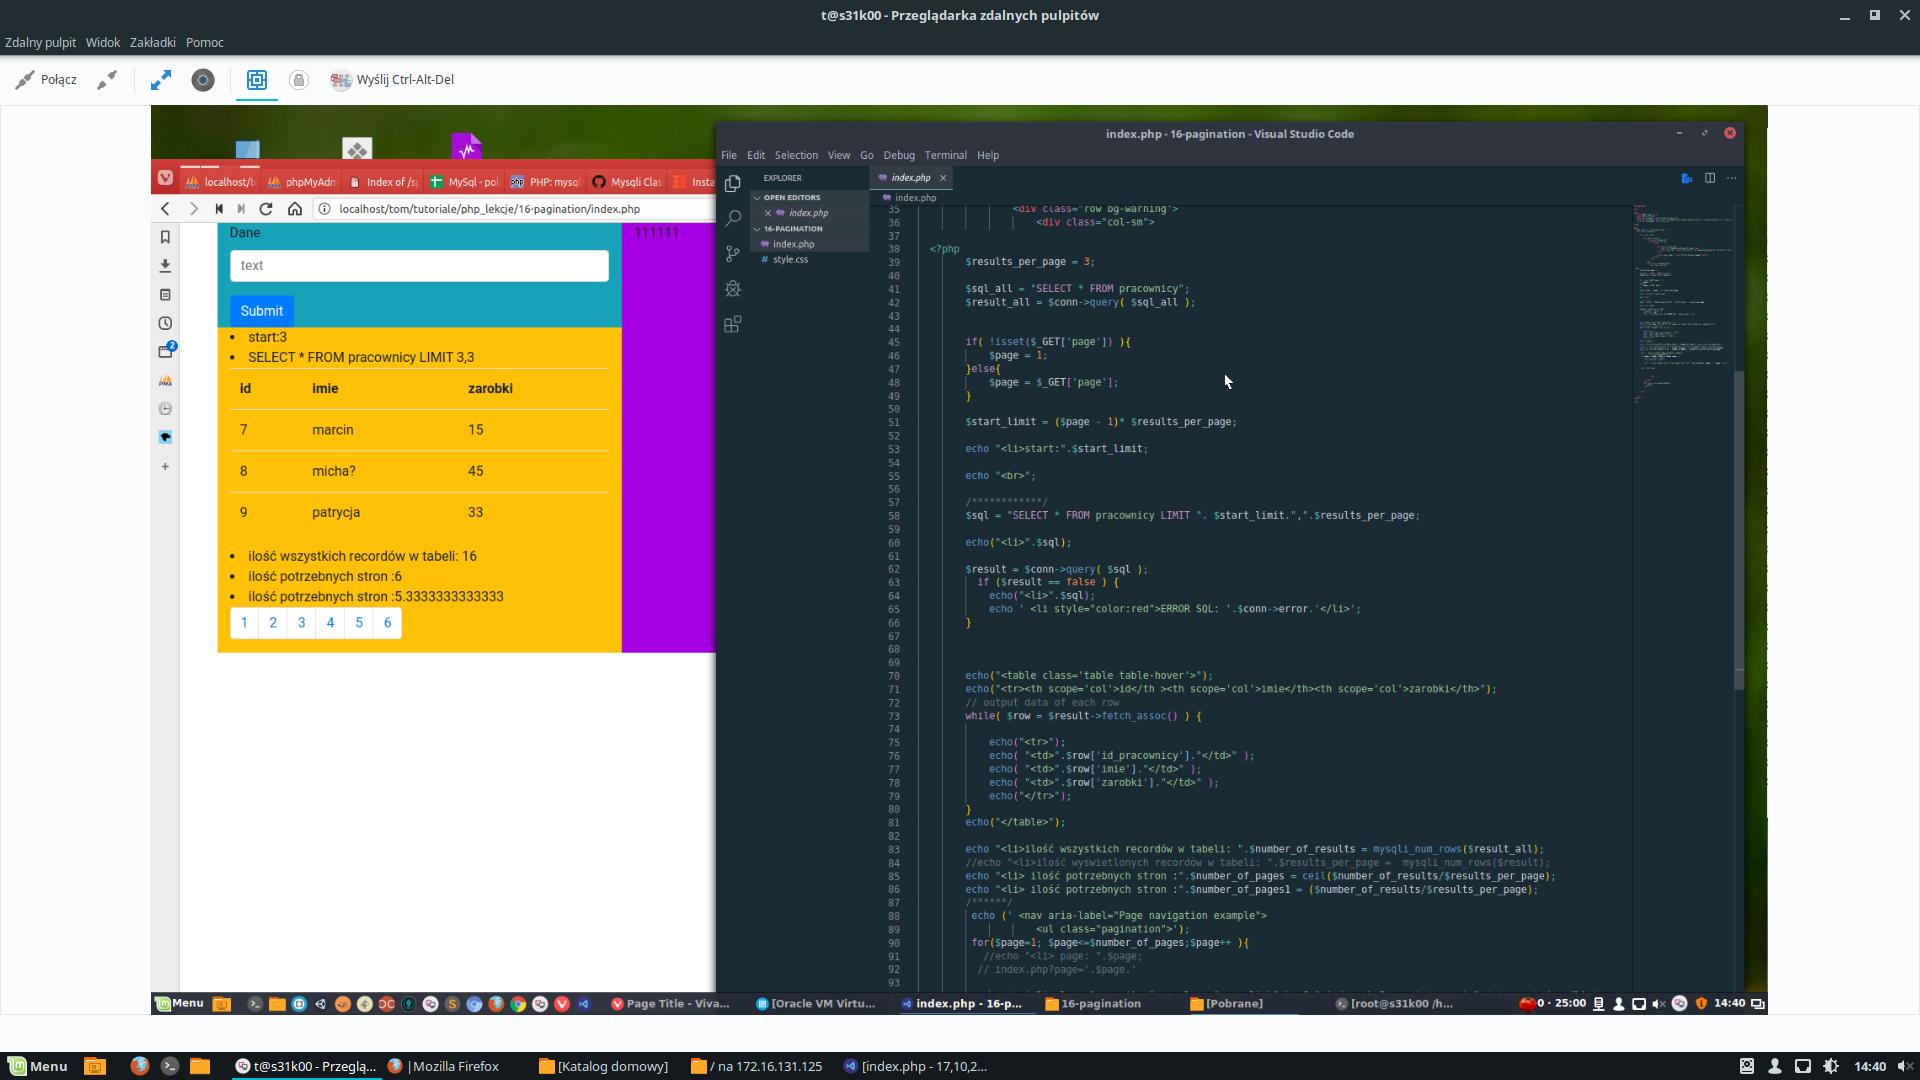 t@s31k00 - Przeglądarka zdalnych pulpitów
Zdalny pulpit Widok Zakładki Pomoc
Połącz Wyślij Ctrl-Alt-Del
index.php - 16-pagination - Visual Studio Code
File Edit Selection View Go Debug Terminal Help
localhost/t phpMyAdm Index of /s MySql - pol PHP: mysq Mysqli Clas Insta
localhost/tom/tutoriale/php_lekcje/16-pagination/index.php
2
PMA
Dane
text
Submit
111111
start:3
SELECT * FROM pracownicy LIMIT 3,3
id imie zarobki
7 marcin 15
8 micha? 45
9 patrycja 33
ilość wszystkich recordów w tabeli: 16
ilość potrzebnych stron :6
ilość potrzebnych stron :5.3333333333333
1 2 3 4 5 6
EXPLORER
OPEN EDITORS
index.php
16-PAGINATION
index.php
style.css
index.php
index.php
35 <div class="row bg-warning">
36 <div class="col-sm">
37
38 <?php
39 $results_per_page = 3;
40
41 $sql_all = "SELECT * FROM pracownicy";
42 $result_all = $conn->query( $sql_all );
43
44
45 if( !isset($_GET['page']) ){
46 $page = 1;
47 }else{
48 $page = $_GET['page'];
49 }
50
51 $start_limit = ($page - 1)* $results_per_page;
52
53 echo "<li>start:".$start_limit;
54
55 echo "<br>";
56
57 /************/
58 $sql = "SELECT * FROM pracownicy LIMIT ". $start_limit.",".$results_per_page;
59
60 echo("<li>".$sql);
61
62 $result = $conn->query( $sql );
63 if ($result == false ) {
64 echo("<li>".$sql);
65 echo ' <li style="color:red">ERROR SQL: '.$conn->error.'</li>';
66 }
67
68
69
70 echo("<table class='table table-hover'>");
71 echo("<tr><th scope='col'>id</th ><th scope='col'>imie</th><th scope='col'>zarobki</th>");
72 // output data of each row
73 while( $row = $result->fetch_assoc() ) {
74
75 echo("<tr>");
76 echo( "<td>".$row['id_pracownicy']."</td>" );
77 echo( "<td>".$row['imie']."</td>" );
78 echo( "<td>".$row['zarobki']."</td>" );
79 echo("</tr>");
80 }
81 echo("</table>");
82
83 echo "<li>ilość wszystkich recordów w tabeli: ".$number_of_results = mysqli_num_rows($result_all);
84 //echo "<li>ilość wyswietlonych recordów w tabeli: ".$results_per_page = mysqli_num_rows($result);
85 echo "<li> ilość potrzebnych stron :".$number_of_pages = ceil($number_of_results/$results_per_page);
86 echo "<li> ilość potrzebnych stron :".$number_of_pages1 = ($number_of_results/$results_per_page);
87 /******/
88 echo (' <nav aria-label="Page navigation example">
89 <ul class="pagination">');
90 for($page=1; $page<=$number_of_pages;$page++ ){
91 //echo "<li> page: ".$page;
92 // index.php?page='.$page.'
93
Menu Page Title - Viva... [Oracle VM Virtu... index.php - 16-p... 16-pagination [Pobrane] [root@s31k00 /h... 0 · 25:00 14:40
Menu t@s31k00 - Przeglą... |Mozilla Firefox [Katalog domowy] / na 172.16.131.125 [index.php - 17,10,2... 14:40